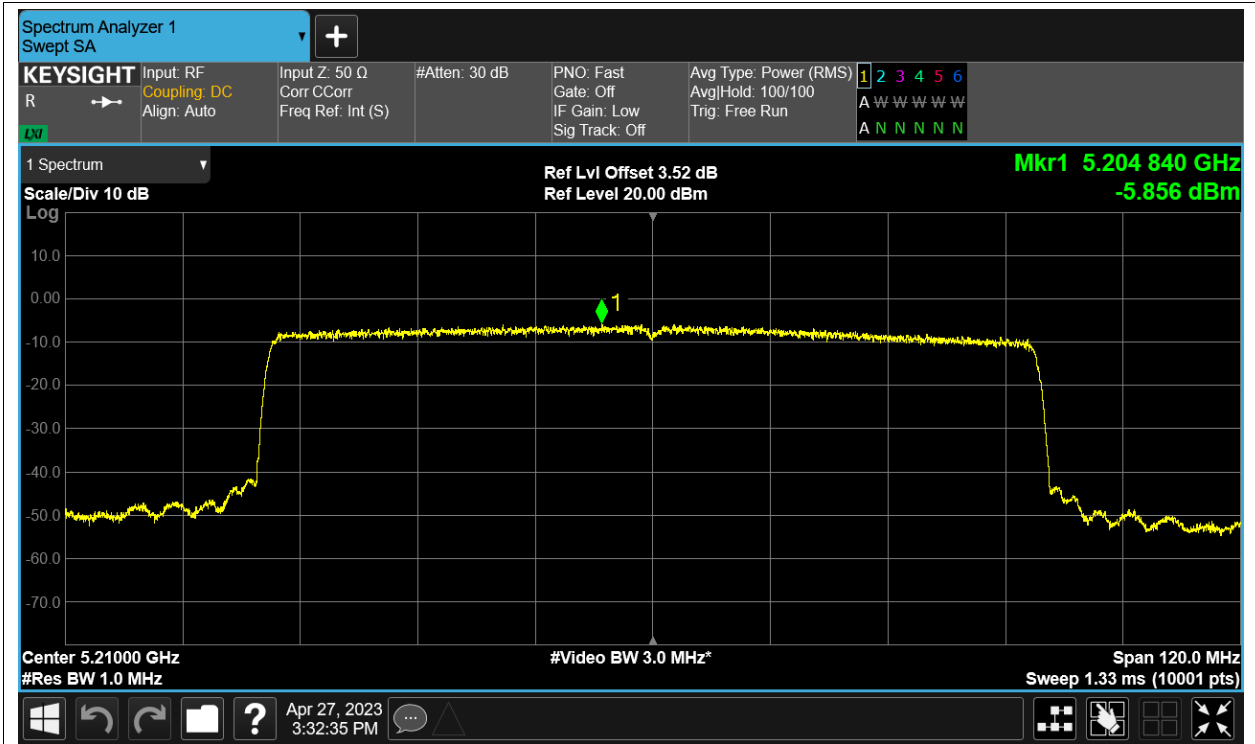 Spectrum Analyzer 1
Swept SA
KEYSIGHT
R
LXI
Input: RF
Coupling: DC
Align: Auto
Input Z: 50 Ω
Corr CCorr
Freq Ref: Int (S)
#Atten: 30 dB
PNO: Fast
Gate: Off
IF Gain: Low
Sig Track: Off
Avg Type: Power (RMS)
Avg|Hold: 100/100
Trig: Free Run
1 2 3 4 5 6
A W W W W W
A N N N N N
1 Spectrum
Scale/Div 10 dB
Log
Ref Lvl Offset 3.52 dB
Ref Level 20.00 dBm
Mkr1 5.204 840 GHz
-5.856 dBm
10.0
0.00
-10.0
-20.0
-30.0
-40.0
-50.0
-60.0
-70.0
1
Center 5.21000 GHz
#Res BW 1.0 MHz
#Video BW 3.0 MHz*
Span 120.0 MHz
Sweep 1.33 ms (10001 pts)
?
Apr 27, 2023
3:32:35 PM